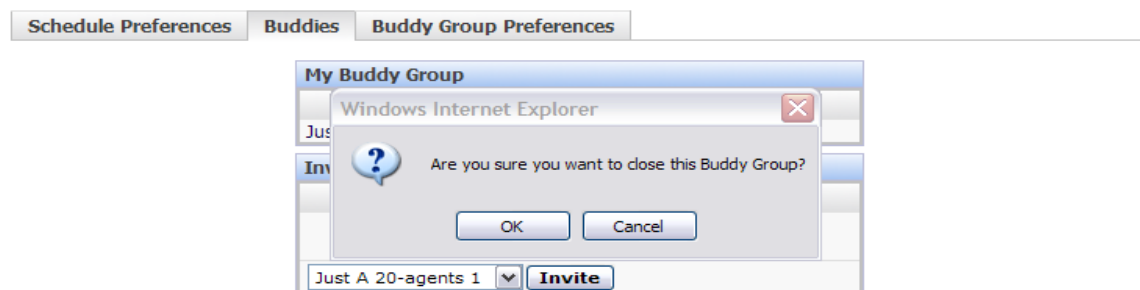 Schedule Preferences Buddies Buddy Group Preferences
My Buddy Group
Windows Internet Explorer
Are you sure you want to close this Buddy Group?
OK Cancel
Just A 20-agents 1 Invite